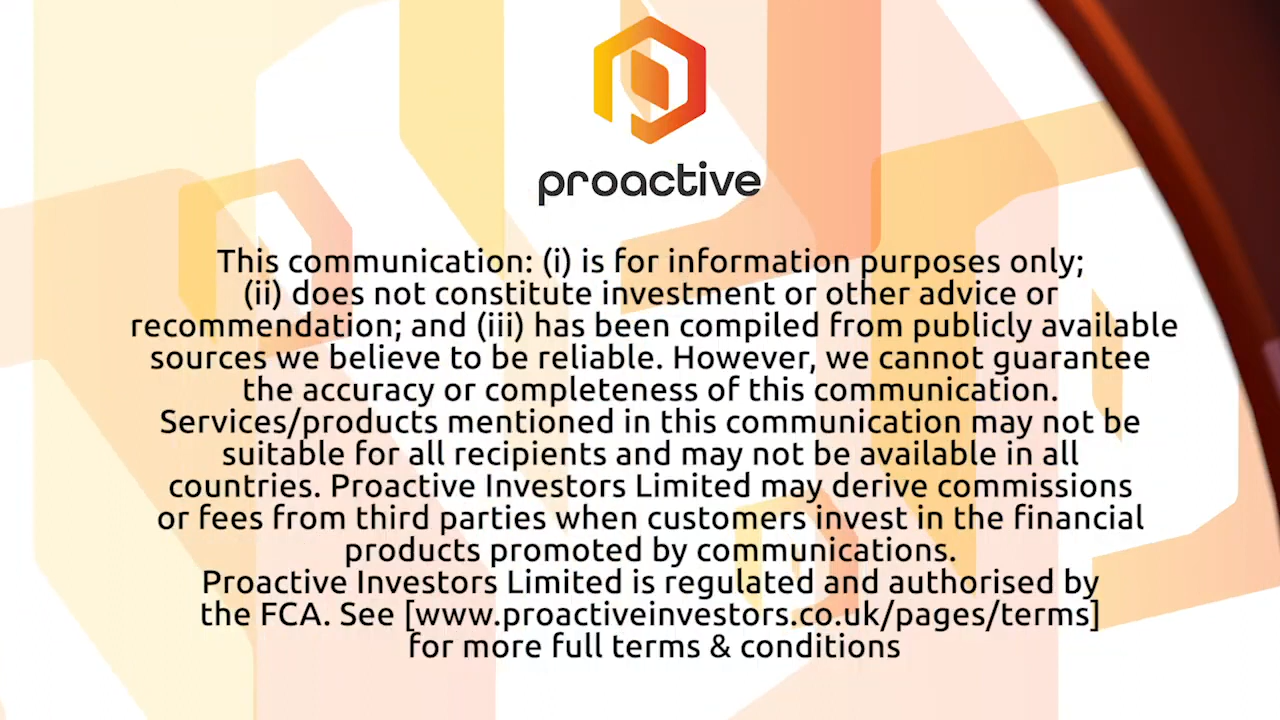 proactive
This communication: (i) is for information purposes only;
(ii) does not constitute investment or other advice or
recommendation; and (iii) has been compiled from publicly available
sources we believe to be reliable. However, we cannot guarantee
the accuracy or completeness of this communication.
Services/products mentioned in this communication may not be
suitable for all recipients and may not be available in all
countries. Proactive Investors Limited may derive commissions
or fees from third parties when customers invest in the financial
products promoted by communications.
Proactive Investors Limited is regulated and authorised by
the FCA. See [www.proactiveinvestors.co.uk/pages/terms]
for more full terms & conditions